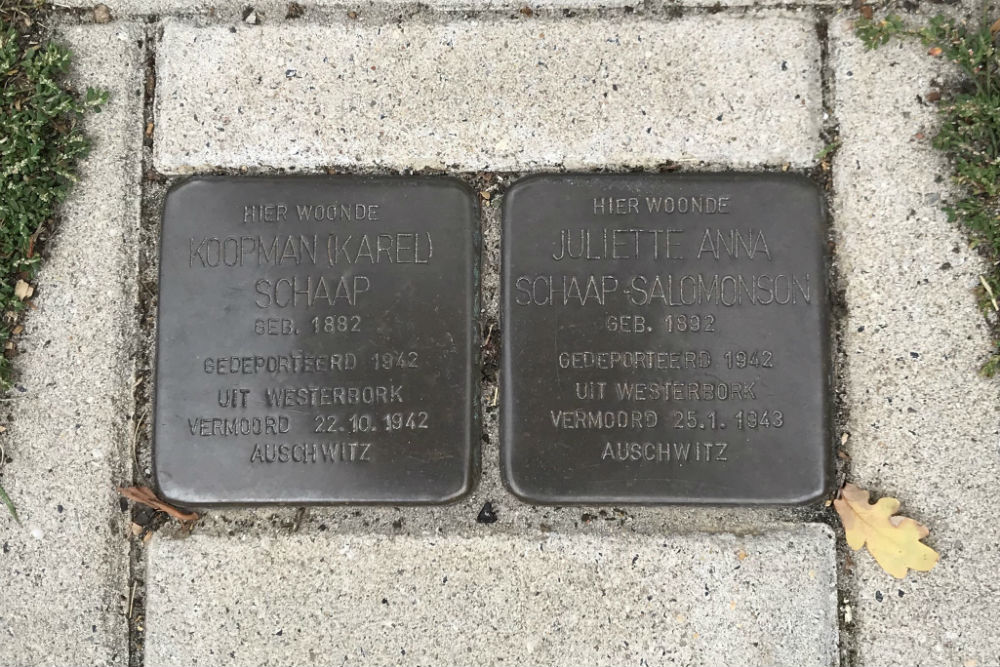 HIER WOONDE
KOOPMAN (KAREL)
SCHAAP
GEB. 1882
GEDEPORTEERD 1942
UIT WESTERBORK
VERMOORD 22.10.1942
AUSCHWITZ
HIER WOONDE
JULIETTE ANNA
SCHAAP-SALOMONSON
GEB. 1892
GEDEPORTEERD 1942
UIT WESTERBORK
VERMOORD 25.1.1943
AUSCHWITZ